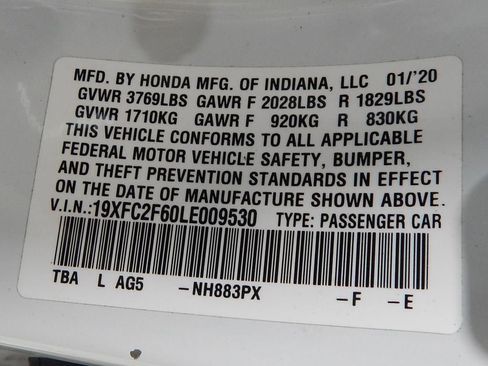 MFD. BY HONDA MFG. OF INDIANA, LLC 01/'20
GVWR 3769LBS GAWR F 2028LBS R 1829LBS
GVWR 1710KG GAWR F 920KG R 830KG
THIS VEHICLE CONFORMS TO ALL APPLICABLE
FEDERAL MOTOR VEHICLE SAFETY, BUMPER,
AND THEFT PREVENTION STANDARDS IN EFFECT
ON THE DATE OF MANUFACTURE SHOWN ABOVE.
V.I.N.:19XFC2F60LE009530 TYPE: PASSENGER CAR
TBA L AG5 –NH883PX –F –E